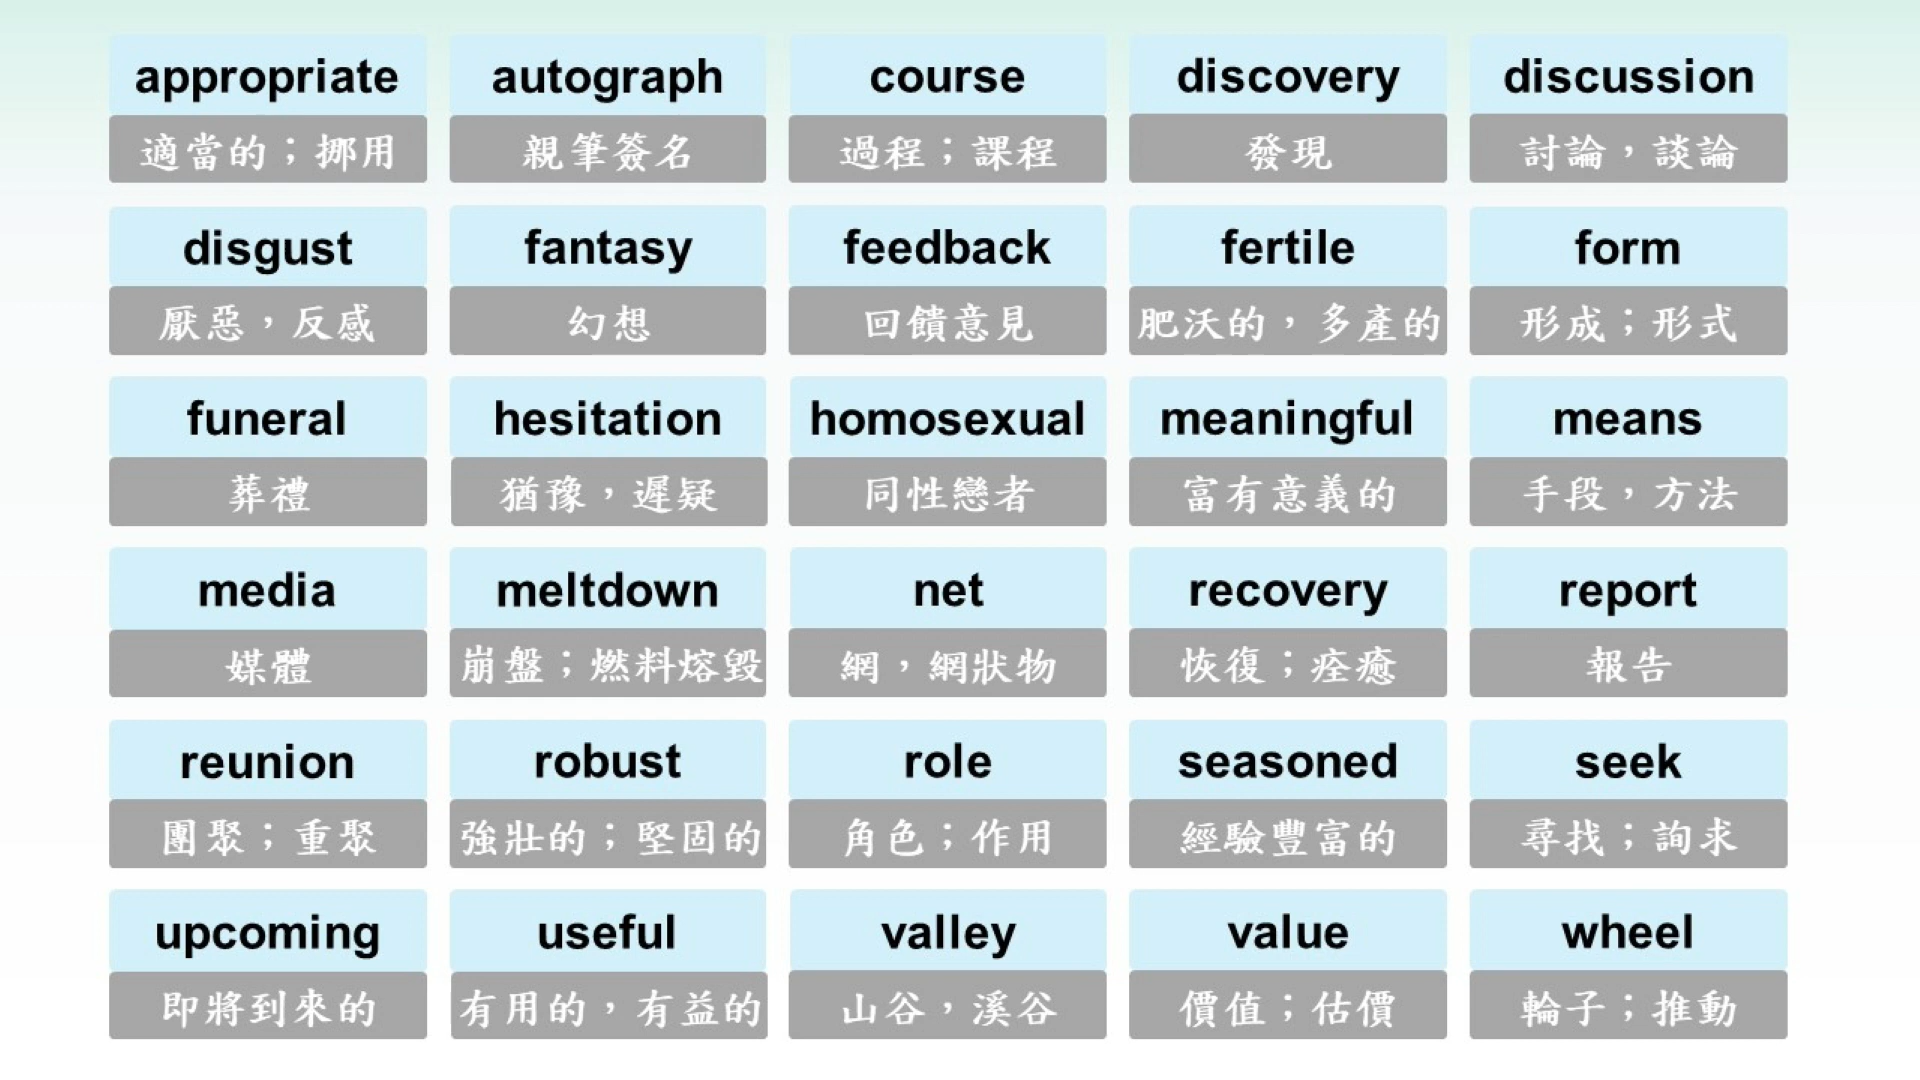 appropriate
適當的；挪用
autograph
親筆簽名
course
過程；課程
discovery
發現
discussion
討論，談論
disgust
厭惡，反感
fantasy
幻想
feedback
回饋意見
fertile
肥沃的，多產的
form
形成；形式
funeral
葬禮
hesitation
猶豫，遲疑
homosexual
同性戀者
meaningful
富有意義的
means
手段，方法
media
媒體
meltdown
崩盤；燃料熔毀
net
網，網狀物
recovery
恢復；痊癒
report
報告
reunion
團聚；重聚
robust
強壯的；堅固的
role
角色；作用
seasoned
經驗豐富的
seek
尋找；詢求
upcoming
即將到來的
useful
有用的，有益的
valley
山谷，溪谷
value
價值；估價
wheel
輪子；推動